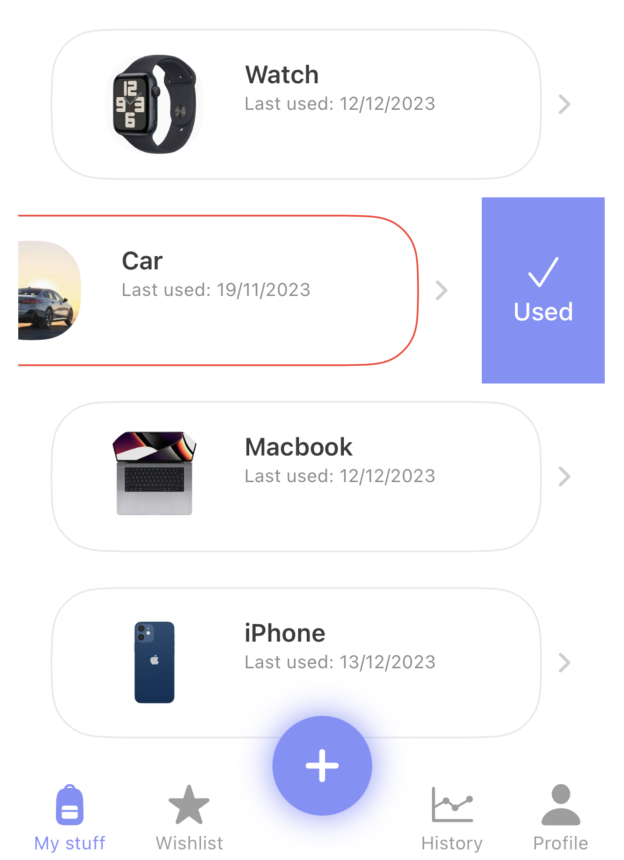 Watch
Last used: 12/12/2023
Car
Last used: 19/11/2023
Used
Macbook
Last used: 12/12/2023
iPhone
Last used: 13/12/2023
My stuff
Wishlist
History
Profile